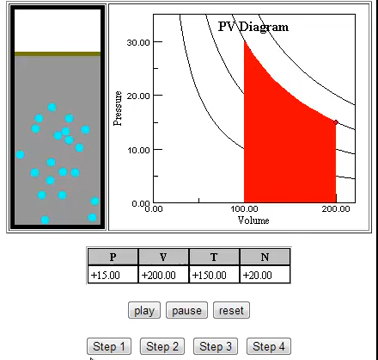 PV Diagram
30.00
20.00
10.00
0.00
Pressure
0.00 100.00 200.00
Volume
P V T N
+15.00 +200.00 +150.00 +20.00
play pause reset
Step 1 Step 2 Step 3 Step 4